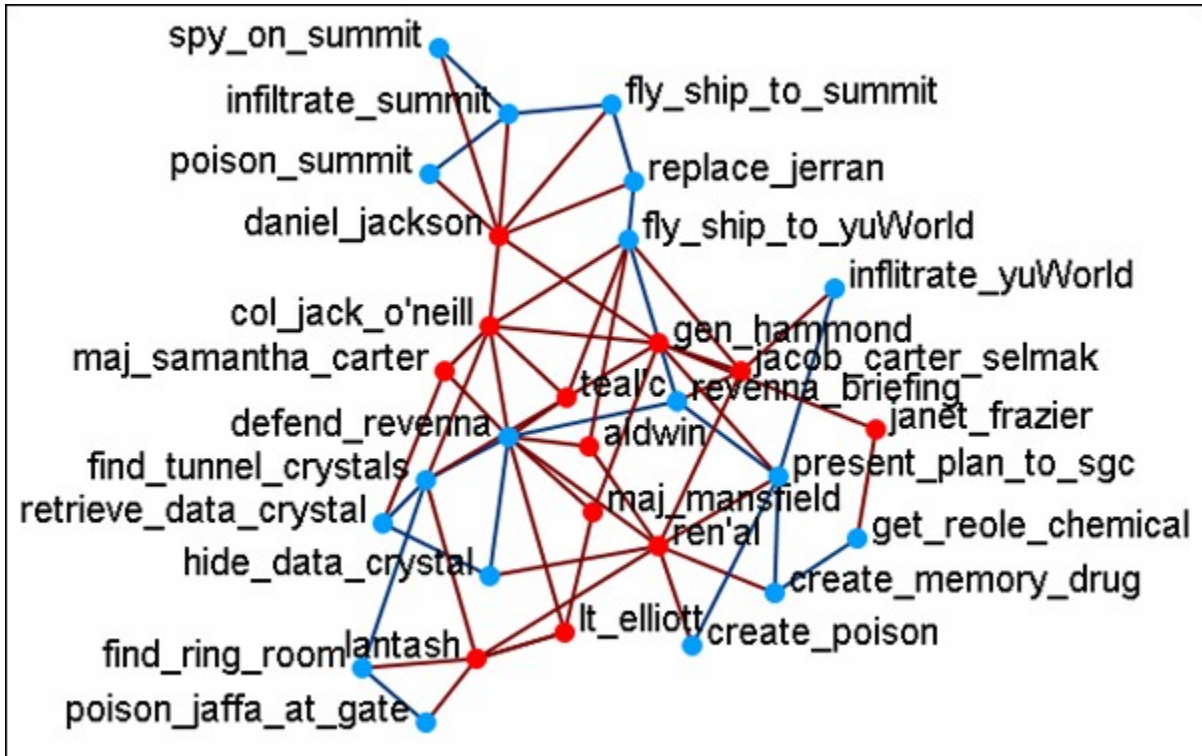 spy_on_summit
infiltrate_summit
fly_ship_to_summit
poison_summit
replace_jerran
daniel_jackson
fly_ship_to_yuWorld
inflitrate_yuWorld
col_jack_o'neill
gen_hammond
maj_samantha_carter
jacob_carter_selmak
teal'c
revenna_briefing
defend_revenna
aldwin
janet_frazier
find_tunnel_crystals
present_plan_to_sgc
retrieve_data_crystal
maj_mansfield
get_reole_chemical
ren'al
hide_data_crystal
create_memory_drug
lt_elliott
create_poison
find_ring_room
lantash
poison_jaffa_at_gate